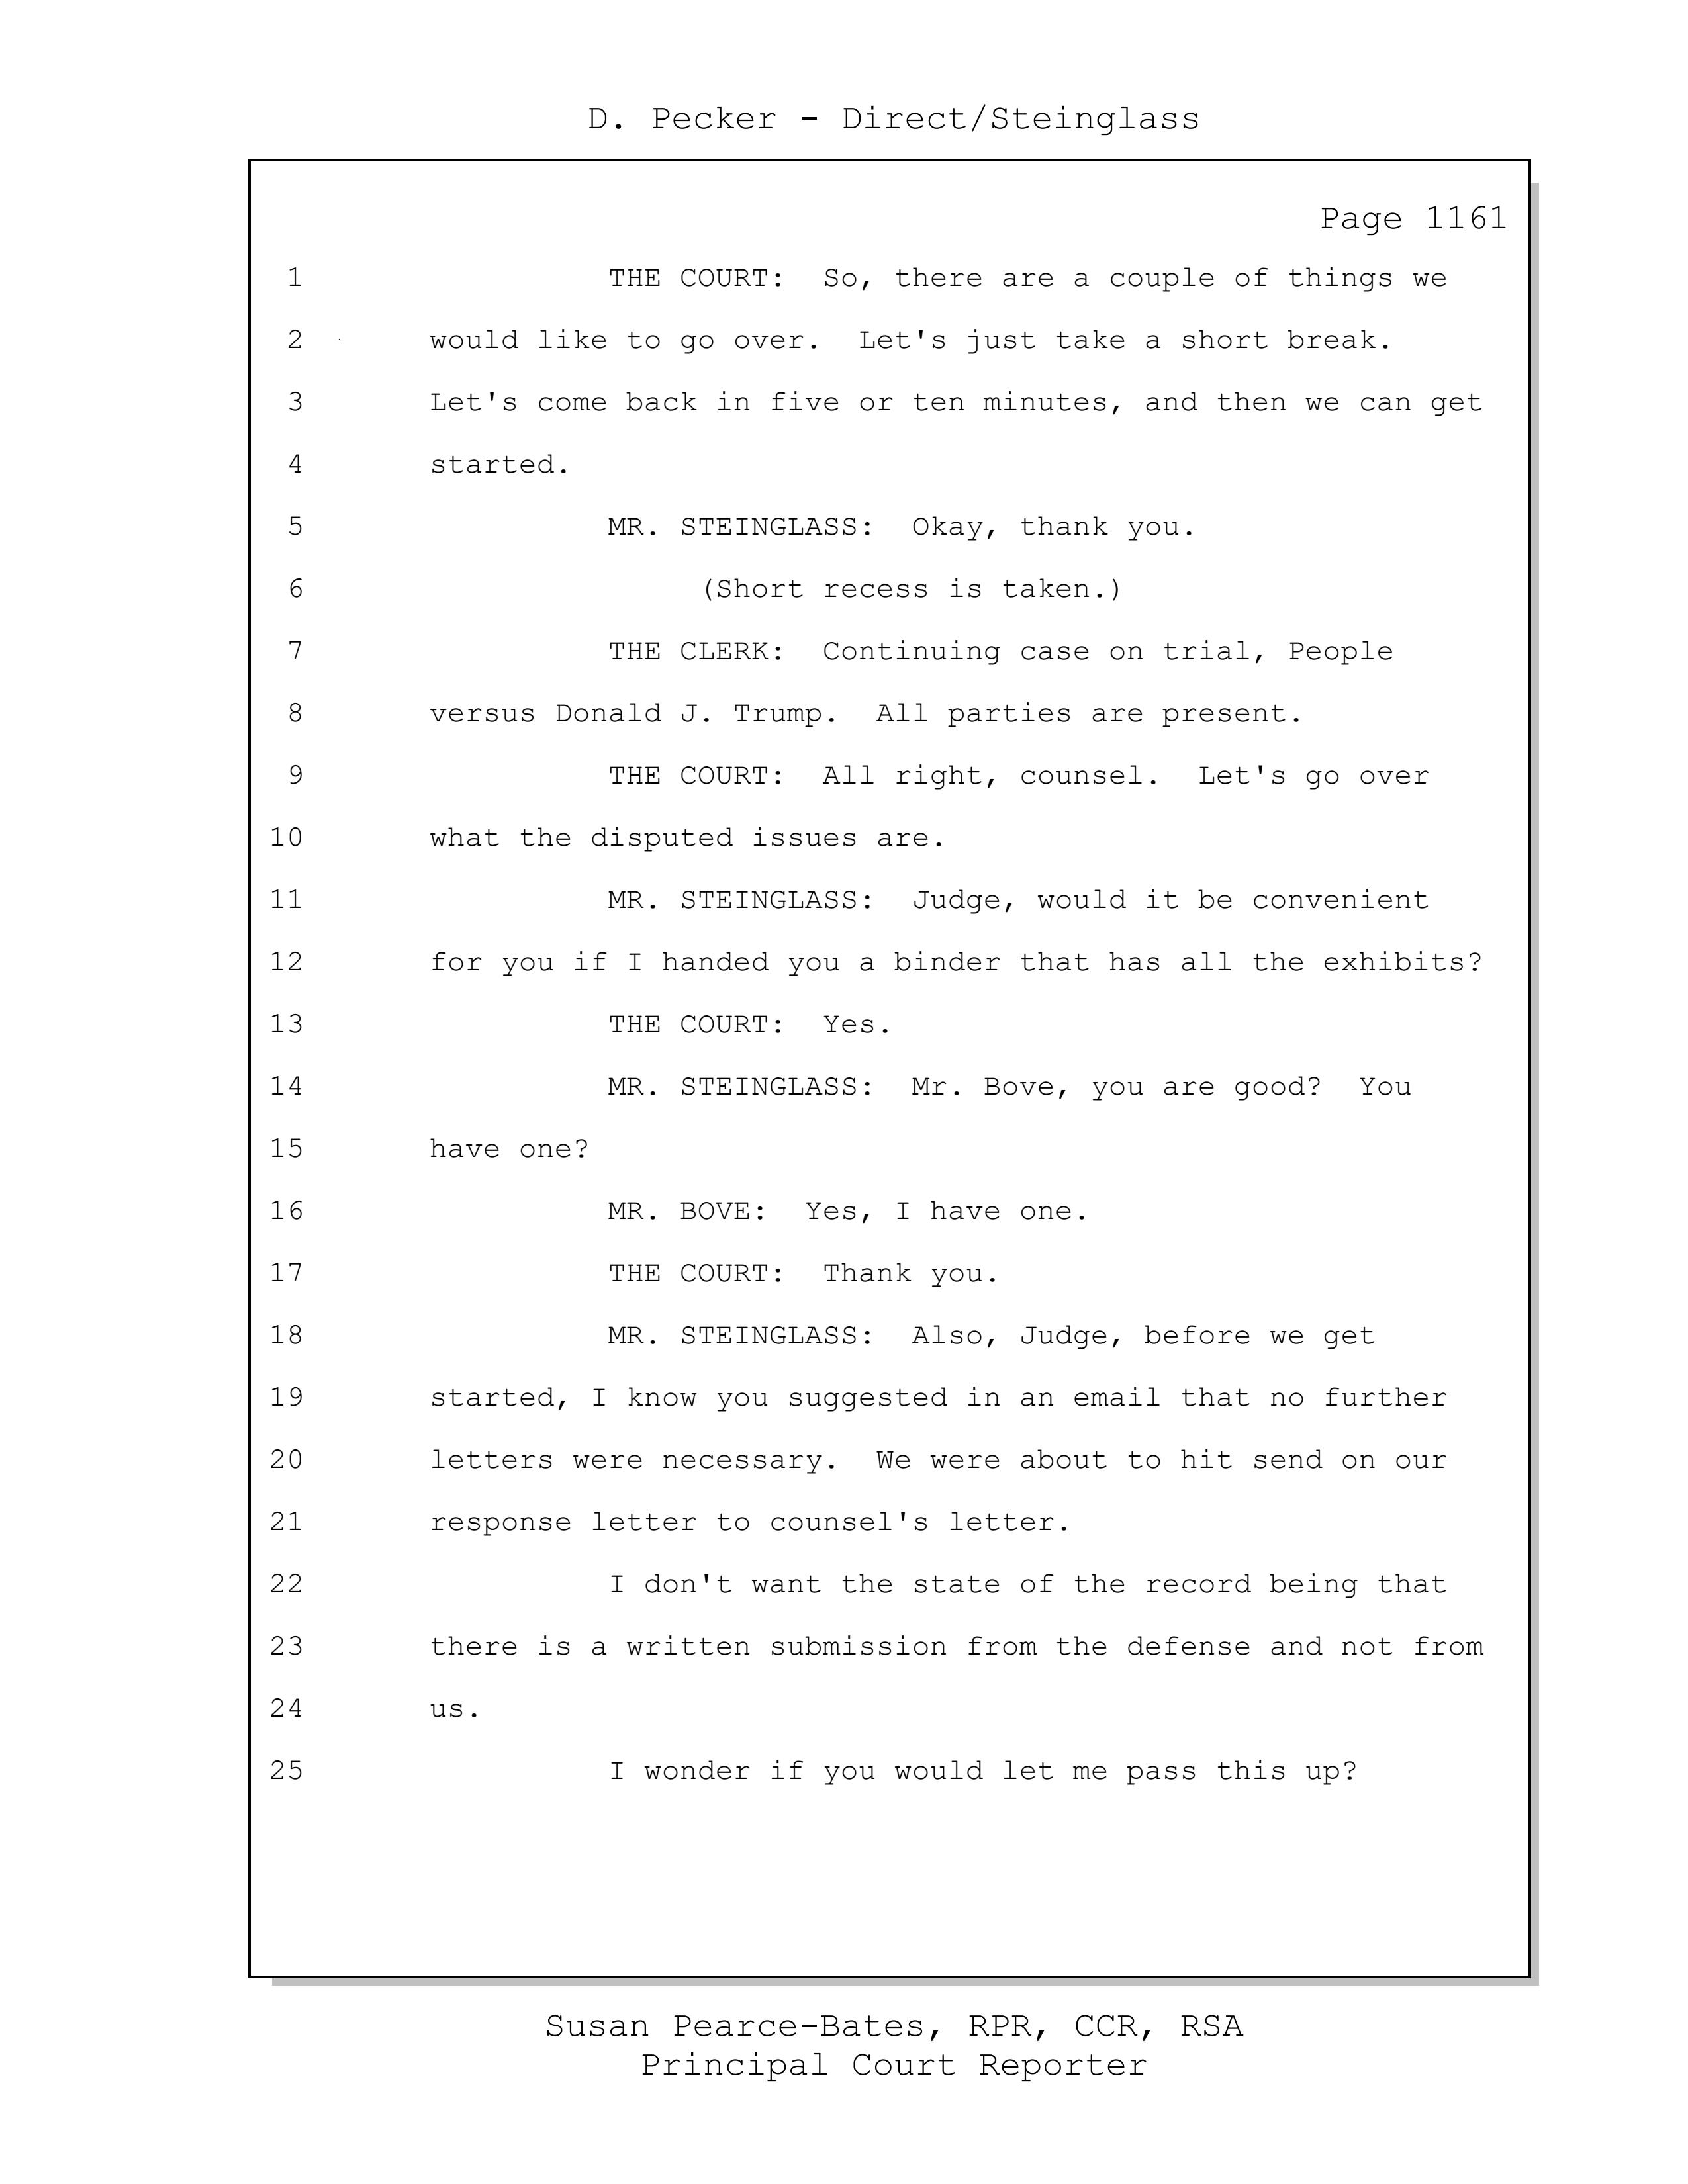 D. Pecker - Direct/Steinglass
Page 1161
1 THE COURT: So, there are a couple of things we
2 would like to go over. Let's just take a short break.
3 Let's come back in five or ten minutes, and then we can get
4 started.
5 MR. STEINGLASS: Okay, thank you.
6 (Short recess is taken.)
7 THE CLERK: Continuing case on trial, People
8 versus Donald J. Trump. All parties are present.
9 THE COURT: All right, counsel. Let's go over
10 what the disputed issues are.
11 MR. STEINGLASS: Judge, would it be convenient
12 for you if I handed you a binder that has all the exhibits?
13 THE COURT: Yes.
14 MR. STEINGLASS: Mr. Bove, you are good? You
15 have one?
16 MR. BOVE: Yes, I have one.
17 THE COURT: Thank you.
18 MR. STEINGLASS: Also, Judge, before we get
19 started, I know you suggested in an email that no further
20 letters were necessary. We were about to hit send on our
21 response letter to counsel's letter.
22 I don't want the state of the record being that
23 there is a written submission from the defense and not from
24 us.
25 I wonder if you would let me pass this up?
Susan Pearce-Bates, RPR, CCR, RSA
Principal Court Reporter